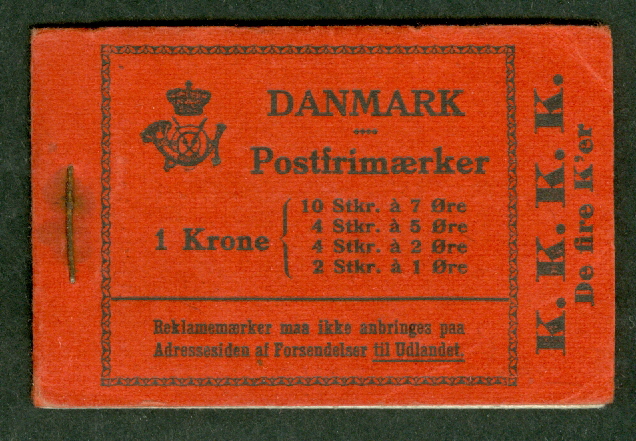 DANMARK
Postfrimærker
1 Krone
10 Stkr. à 7 Øre
4 Stkr. à 5 Øre
4 Stkr. à 2 Øre
2 Stkr. à 1 Øre
Reklamemærker maa ikke anbringes paa
Adressesiden af Forsendelser til Udlandet.
K. K. K. K.
De fire K'er